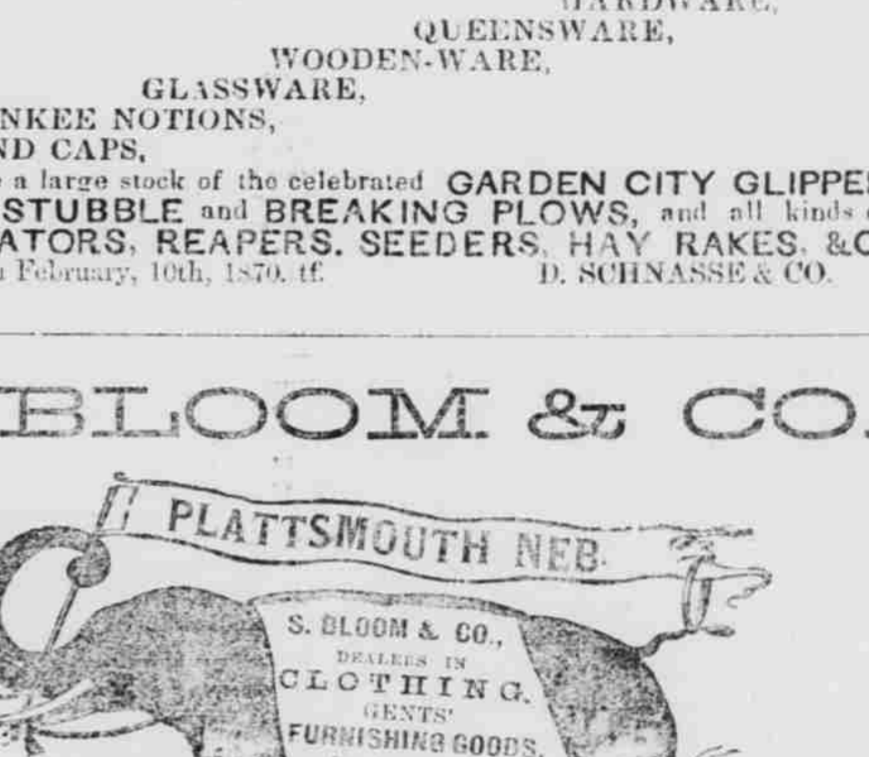 HARDWARE,
QUEENSWARE,
WOODEN-WARE,
GLASSWARE,
NKEE NOTIONS,
ND CAPS,
a large stock of the celebrated GARDEN CITY GLIPPE
STUBBLE and BREAKING PLOWS, and all kinds
ATORS, REAPERS. SEEDERS, HAY RAKES, &C
February, 10th, 1870. tf.
D. SCHNASSE & CO.
BLOOM & CO.
PLATTSMOUTH NEB.
S. BLOOM & CO.,
DEALERS IN
CLOTHING.
GENTS'
FURNISHING GOODS,